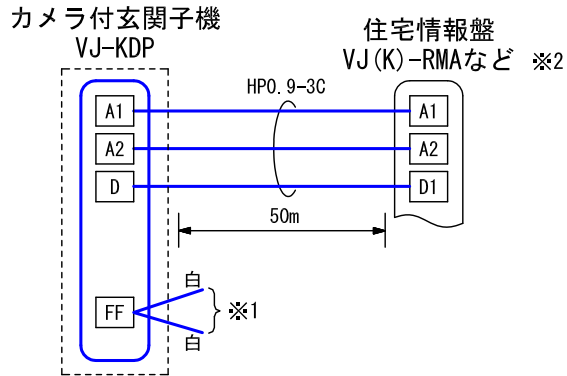 カメラ付玄関子機
VJ-KDP
住宅情報盤
VJ(K)-RMAなど ※2
HP0.9-3C
A1
A1
A2
A2
D
D1
50m
白
FF
※1
白